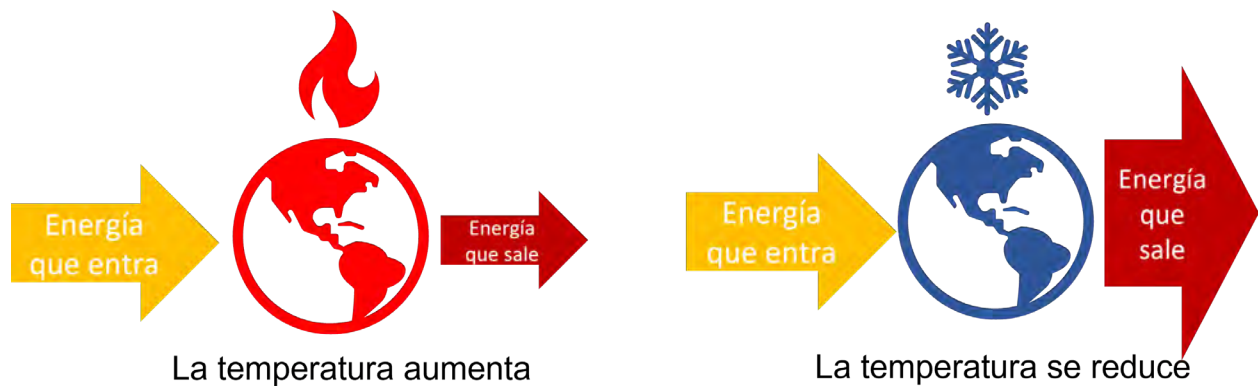 Energía
que entra
Energía
que sale
La temperatura aumenta
Energía
que entra
Energía
que
sale
La temperatura se reduce